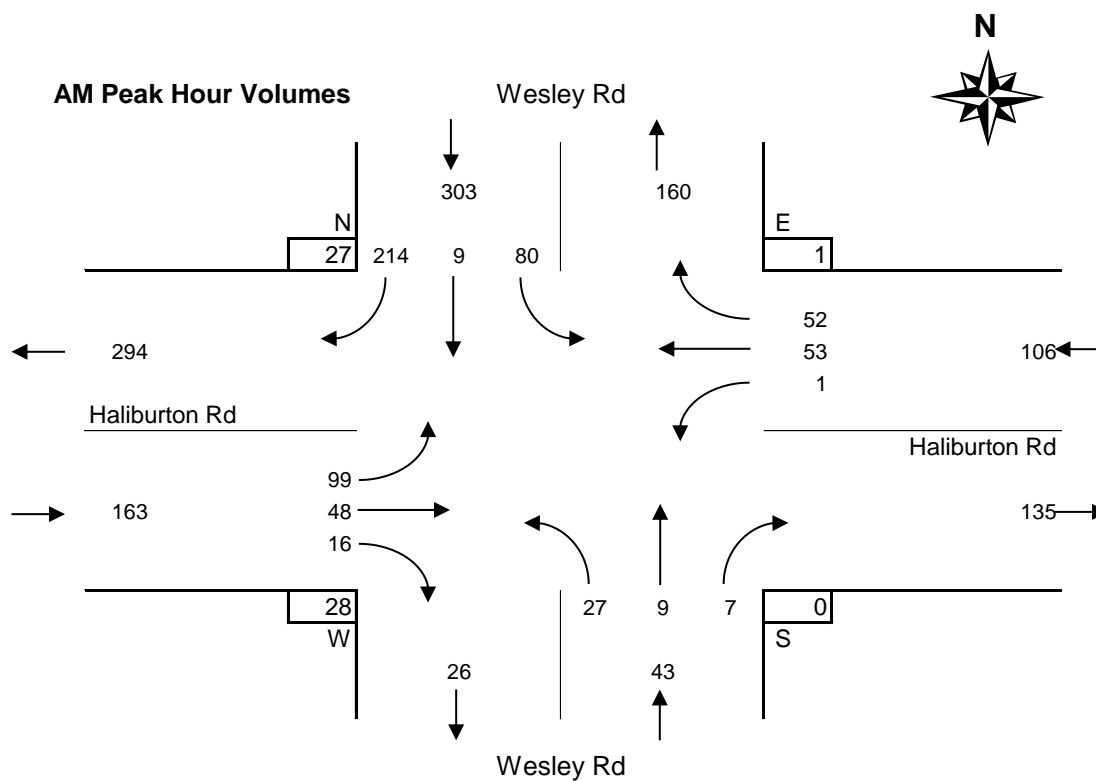 N
AM Peak Hour Volumes Wesley Rd
303 160
N E
27 214 9 80 1
52
294 53 106
1
Haliburton Rd
Haliburton Rd
99
163 48 135
16
28 27 9 7 0
W S
26 43
Wesley Rd